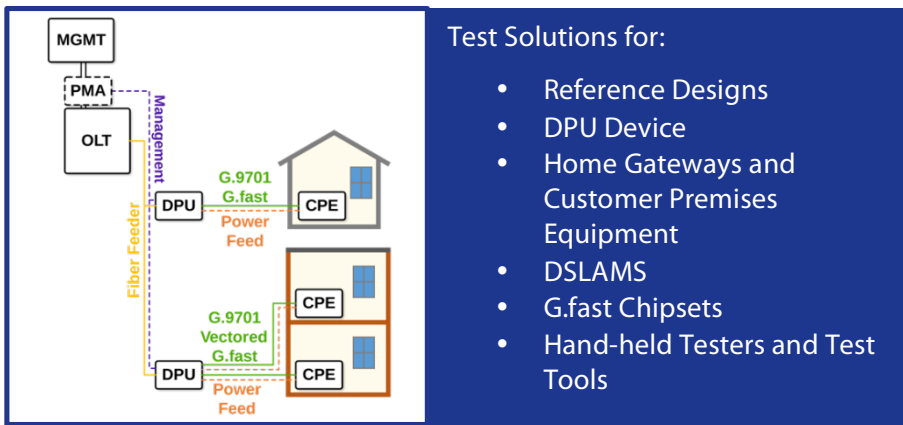 MGMT
PMA
OLT
Management
Fiber Feeder
DPU
G.9701
G.fast
Power
Feed
CPE
CPE
DPU
G.9701
Vectored
G.fast
Power
Feed
CPE
Test Solutions for:
• Reference Designs
• DPU Device
• Home Gateways and
Customer Premises
Equipment
• DSLAMS
• G.fast Chipsets
• Hand-held Testers and Test
Tools